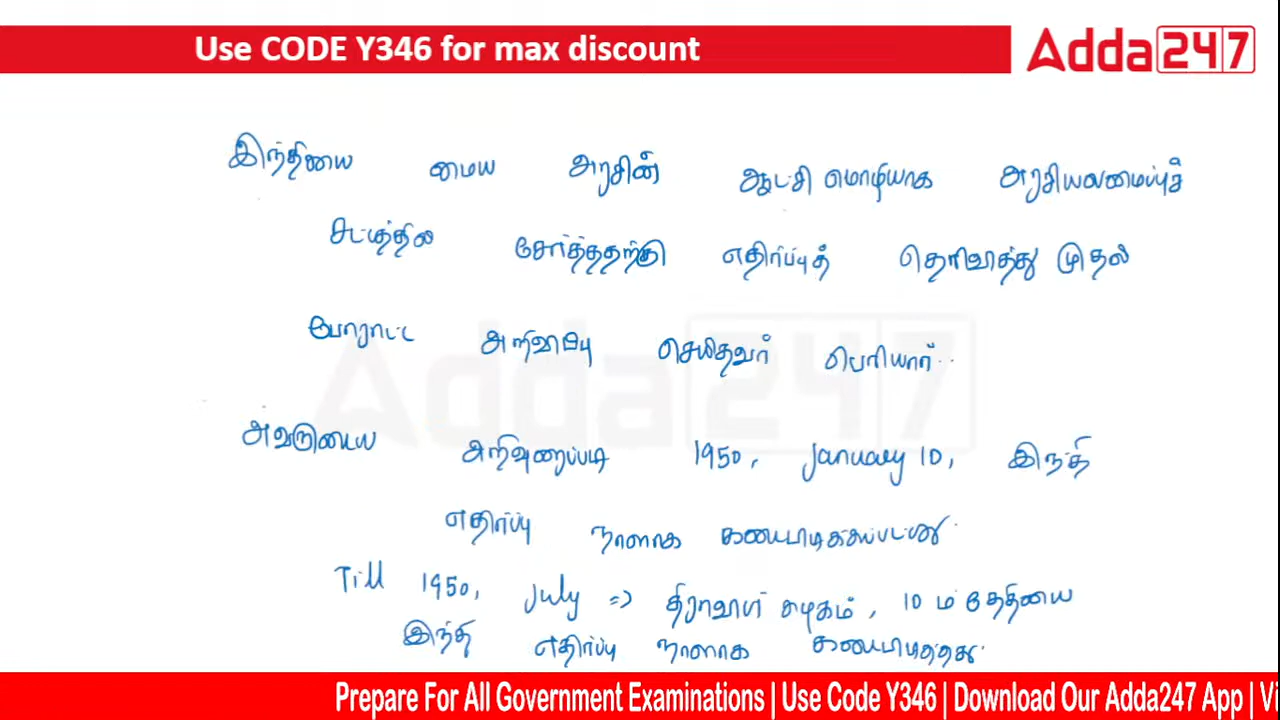 Use CODE Y346 for max discount
Adda247
இந்தியை மைய அரசின் ஆட்சி மொழியாக அரசியலமைப்புச்
சட்டத்தில சேர்த்ததற்கு எதிர்ப்புத் தெரிவித்து முதல்
போராட்ட அறிவிப்பு செய்தவர் பெரியார்.
அவருடைய அறிவுரைப்படி 1950, January 10, இந்தி
எதிர்ப்பு நாளாக கடைபிடிக்கப்பட்டது.
Till 1950, July => திராவிடர் கழகம், 10 ம் தேதியை
இந்தி எதிர்ப்பு நாளாக கடைபிடித்தது.
Prepare For All Government Examinations | Use Code Y346 | Download Our Adda247 App |